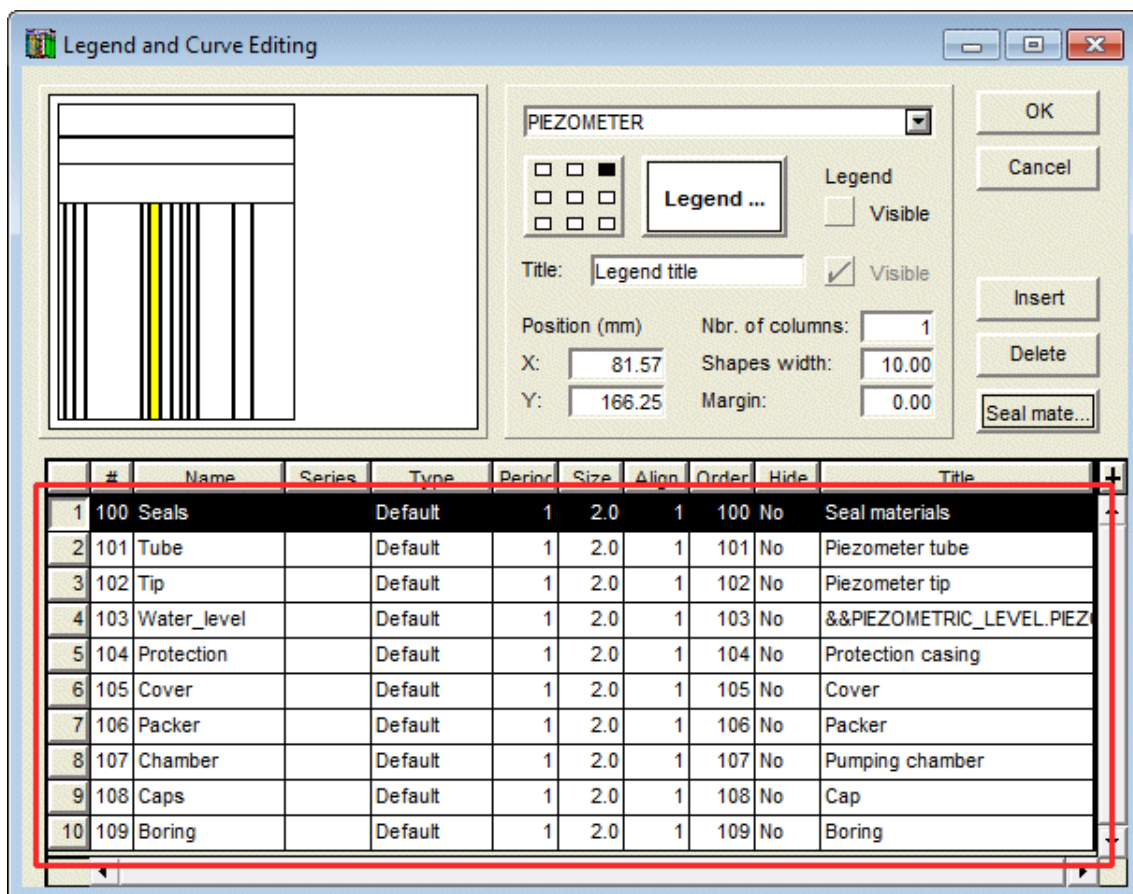 Legend and Curve Editing
PIEZOMETER
OK
Cancel
Legend ...
Legend
Visible
Title: Legend title Visible
Insert
Position (mm) Nbr. of columns: 1
X: 81.57 Shapes width: 10.00
Delete
Y: 166.25 Margin: 0.00
Seal mate...
# Name Series Type Period Size Align Order Hide Title +
1 100 Seals Default 1 2.0 1 100 No Seal materials
2 101 Tube Default 1 2.0 1 101 No Piezometer tube
3 102 Tip Default 1 2.0 1 102 No Piezometer tip
4 103 Water_level Default 1 2.0 1 103 No &&PIEZOMETRIC_LEVEL.PIEZ
5 104 Protection Default 1 2.0 1 104 No Protection casing
6 105 Cover Default 1 2.0 1 105 No Cover
7 106 Packer Default 1 2.0 1 106 No Packer
8 107 Chamber Default 1 2.0 1 107 No Pumping chamber
9 108 Caps Default 1 2.0 1 108 No Cap
10 109 Boring Default 1 2.0 1 109 No Boring